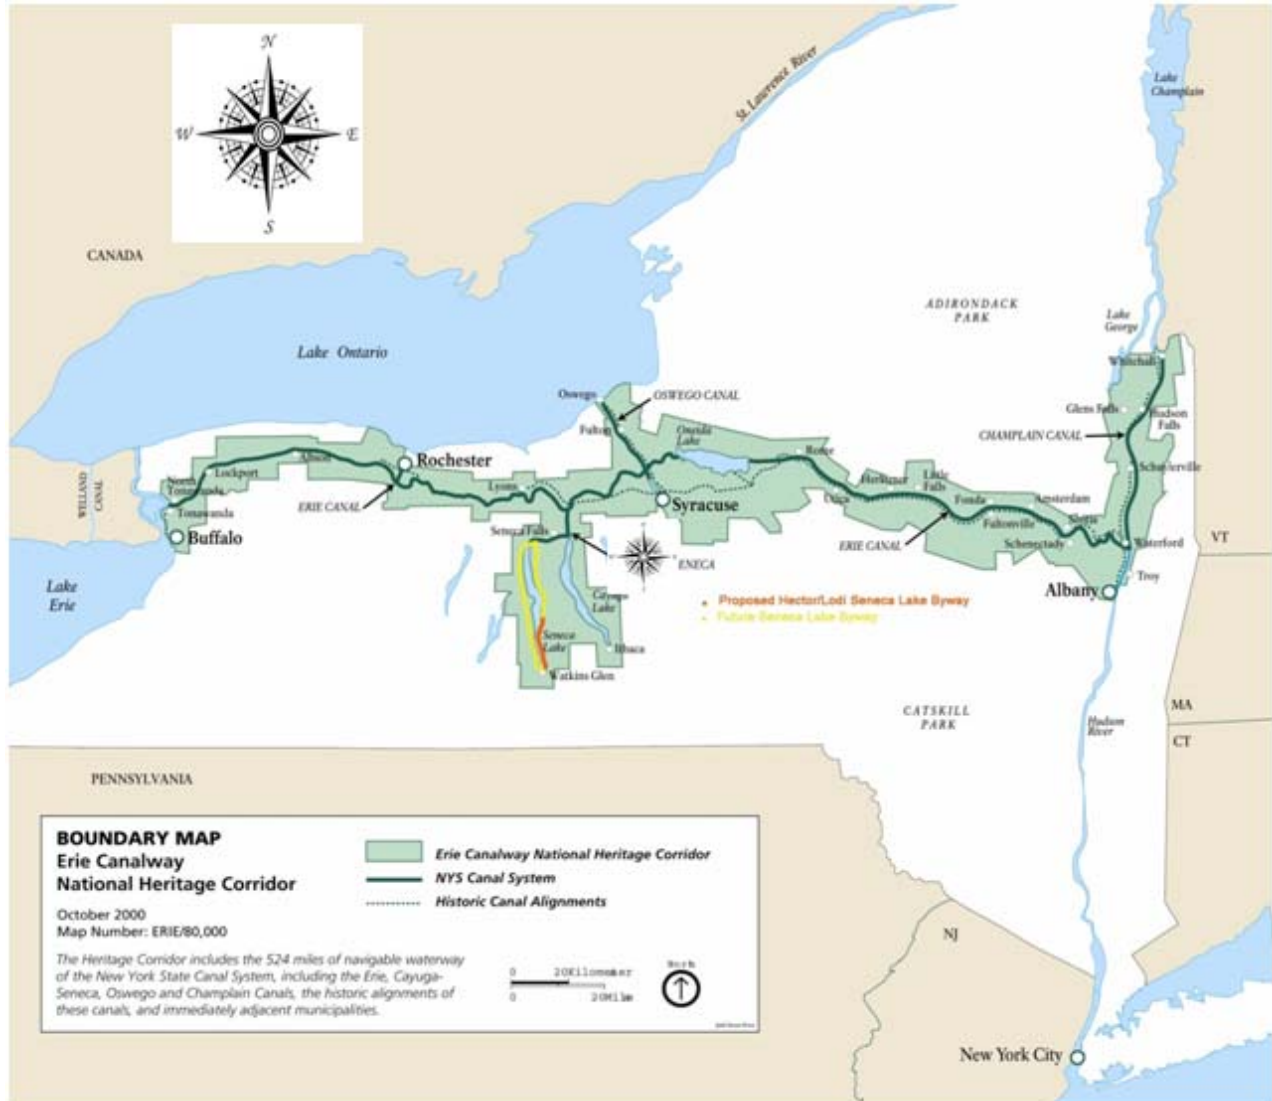 N
W
E
S
St. Lawrence River
Lake
Champlain
CANADA
ADIRONDACK
PARK
Lake
George
Lake Ontario
Whitehall
Oswego
OSWEGO CANAL
Glens Falls
Hudson
Falls
Fulton
Oneida
Lake
CHAMPLAIN CANAL
Rome
Rochester
Albion
Lockport
Schuylerville
WELLAND
CANAL
North
Tonawanda
Lyons
Herkimer
Little
Falls
Utica
Fonda
Amsterdam
ERIE CANAL
Syracuse
Tonawanda
Fultonville
Buffalo
Seneca Falls
ERIE CANAL
Schenectady
Waterford
VT
ENECA
Troy
Lake
Erie
Cayuga
Lake
Albany
Proposed Hector/Lodi Seneca Lake Byway
Future Seneca Lake Byway
Seneca
Lake
Ithaca
Watkins Glen
CATSKILL
PARK
MA
Hudson
River
CT
PENNSYLVANIA
BOUNDARY MAP
Erie Canalway
National Heritage Corridor
October 2000
Map Number: ERIE/80,000
The Heritage Corridor includes the 524 miles of navigable waterway
of the New York State Canal System, including the Erie, Cayuga-
Seneca, Oswego and Champlain Canals, the historic alignments of
these canals, and immediately adjacent municipalities.
Erie Canalway National Heritage Corridor
NYS Canal System
Historic Canal Alignments
0 20Kilometer
0 20Mile
North
NJ
New York City